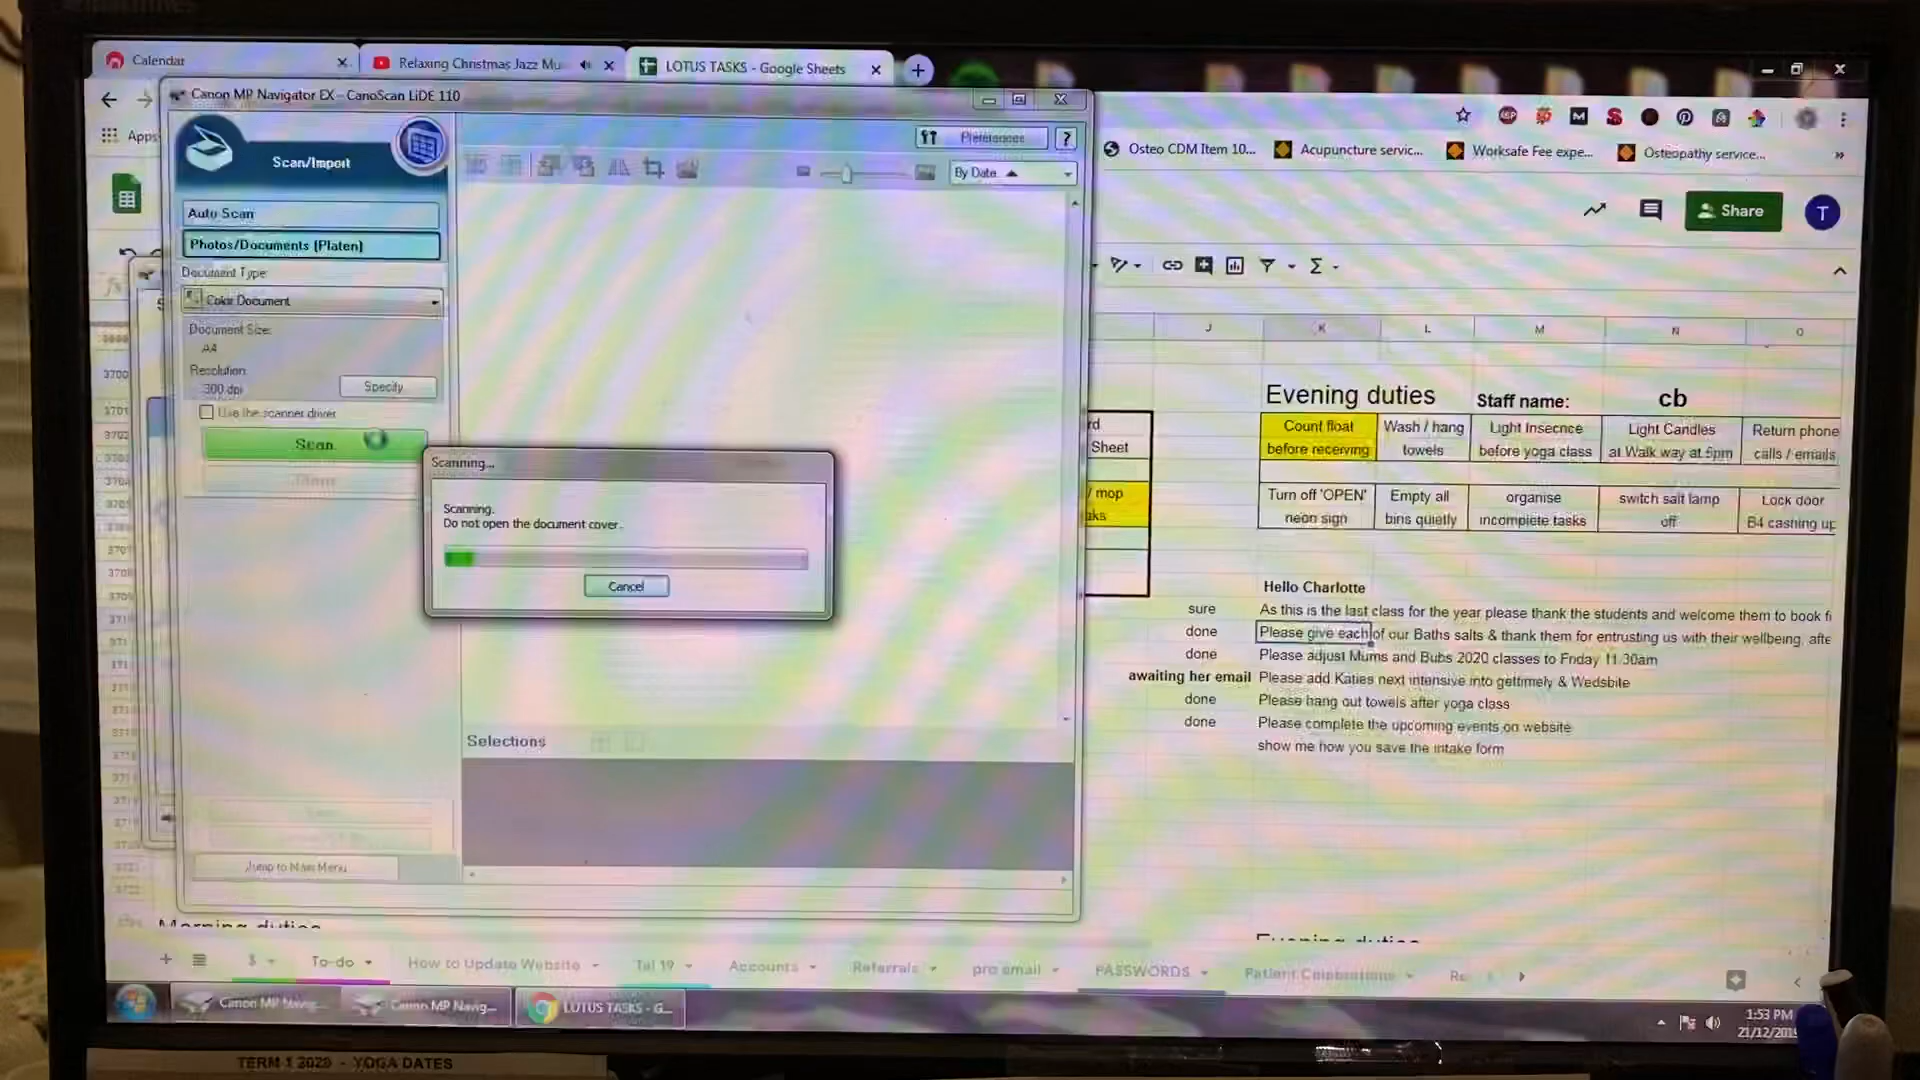 Calendar
Relaxing Christmas Jazz Mu
LOTUS TASKS - Google Sheets
Canon MP Navigator EX - CanoScan LiDE 110
Apps
Scan/Import
Preferences
?
By Date
Osteo CDM Item 10...
Acupuncture servic...
Worksafe Fee expe...
Osteopathy service...
Share
T
Auto Scan
Photos/Documents (Platen)
Document Type:
Color Document
Document Size:
A4
Resolution:
300 dpi
Specify
Use the scanner driver
Scan
Scanning...
Scanning.
Do not open the document cover.
Cancel
Selections
Jump to Main Menu
J K L M N O
Evening duties
Staff name:
cb
rd
Sheet
/ mop
aks
Count float
before receiving
Wash / hang
towels
Light Insecnce
before yoga class
Light Candles
at Walk way at 5pm
Return phone
calls / emails
Turn off 'OPEN'
neon sign
Empty all
bins quietly
organise
incomplete tasks
switch salt lamp
off
Lock door
B4 cashing up
Hello Charlotte
sure As this is the last class for the year please thank the students and welcome them to book fi
done Please give each of our Baths salts & thank them for entrusting us with their wellbeing, afte
done Please adjust Mums and Bubs 2020 classes to Friday 11:30am
awaiting her email Please add Katies next intensive into gettimely & Wedsbite
done Please hang out towels after yoga class
done Please complete the upcoming events on website
show me how you save the intake form
Morning duties
Evening duties
$
To-do
How to Update Website
Tal 19
Accounts
Referrals
pro email
PASSWORDS
Patient Celebrations
Re
Canon MP Navig...
Canon MP Navig...
LOTUS TASKS - G...
1:53 PM
21/12/201
TERM 1 2020 - YOGA DATES